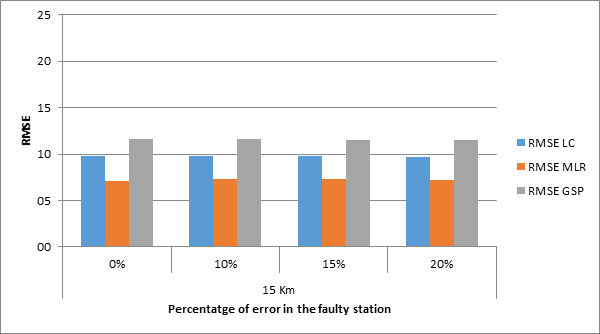 25
20
15
10
05
00
RMSE
0% 10% 15% 20%
15 Km
Percentatge of error in the faulty station
RMSE LC
RMSE MLR
RMSE GSP